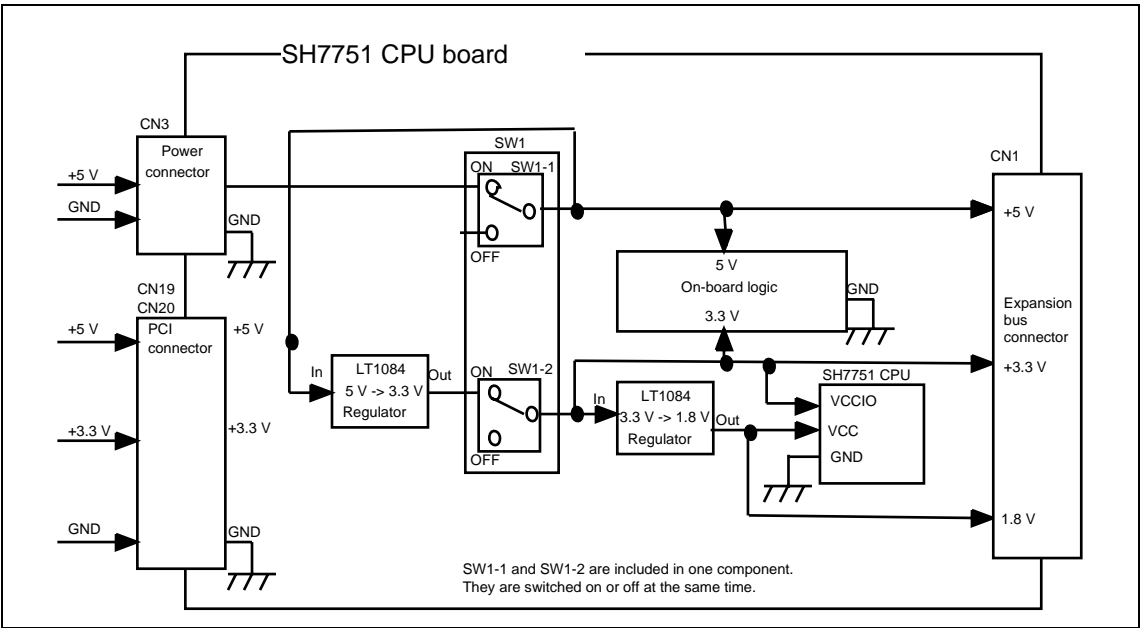 SH7751 CPU board
CN3
Power
connector
+5 V
GND
GND
CN19
CN20
PCI
connector
+5 V
+5 V
+3.3 V
+3.3 V
GND
GND
SW1
ON
SW1-1
OFF
In
LT1084
5 V -> 3.3 V
Regulator
Out
ON
SW1-2
OFF
5 V
On-board logic
3.3 V
GND
In
LT1084
3.3 V -> 1.8 V
Regulator
Out
SH7751 CPU
VCCIO
VCC
GND
CN1
+5 V
Expansion
bus
connector
+3.3 V
1.8 V
SW1-1 and SW1-2 are included in one component.
They are switched on or off at the same time.